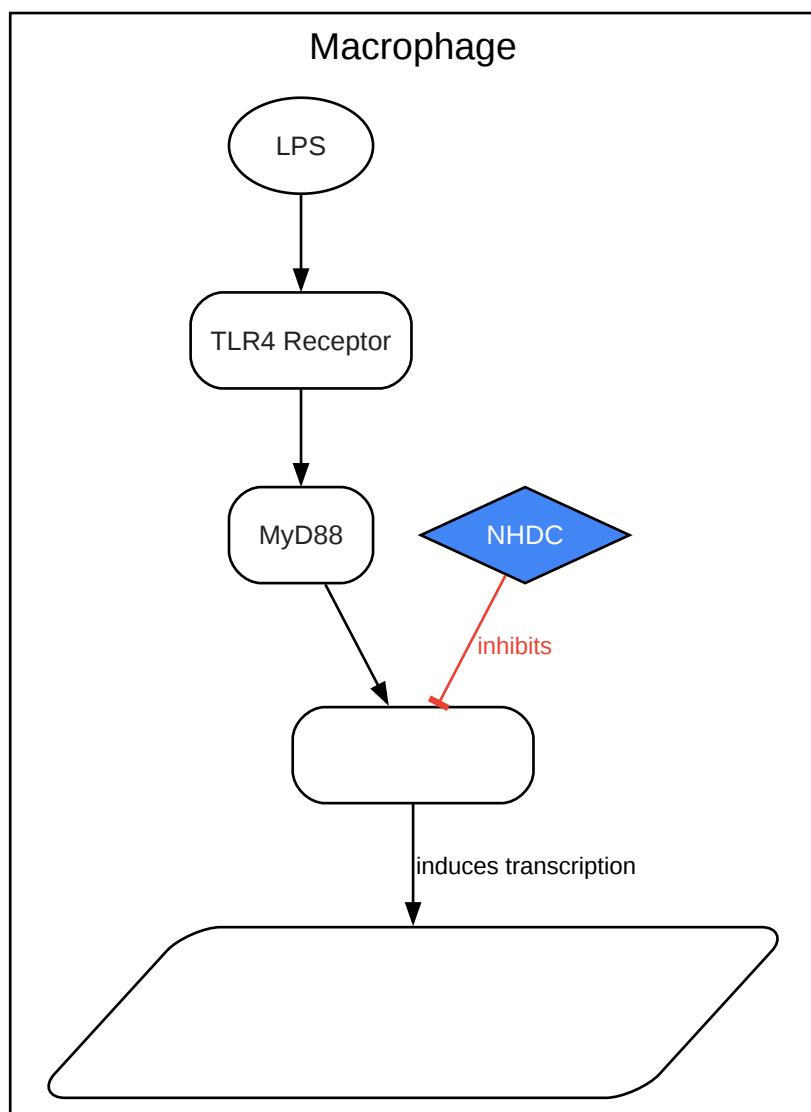 Macrophage
LPS
TLR4 Receptor
MyD88
NHDC
inhibits
induces transcription